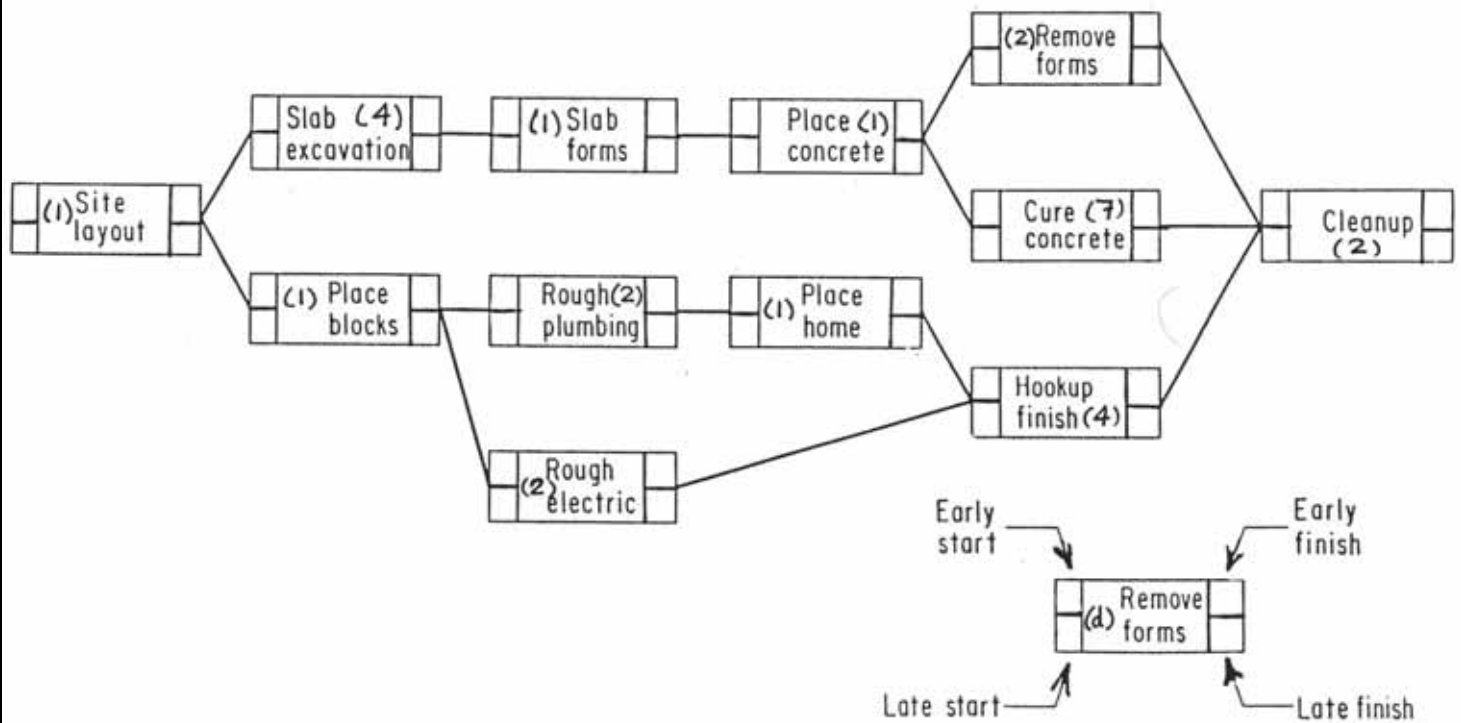 (2) Remove
forms
Slab (4)
excavation
(1) Slab
forms
Place (1)
concrete
(1) Site
layout
Cure (7)
concrete
Cleanup
(2)
(1) Place
blocks
Rough (2)
plumbing
(1) Place
home
Hookup
finish (4)
Rough
(2) electric
Early
start
Early
finish
Remove
(d) forms
Late start
Late finish